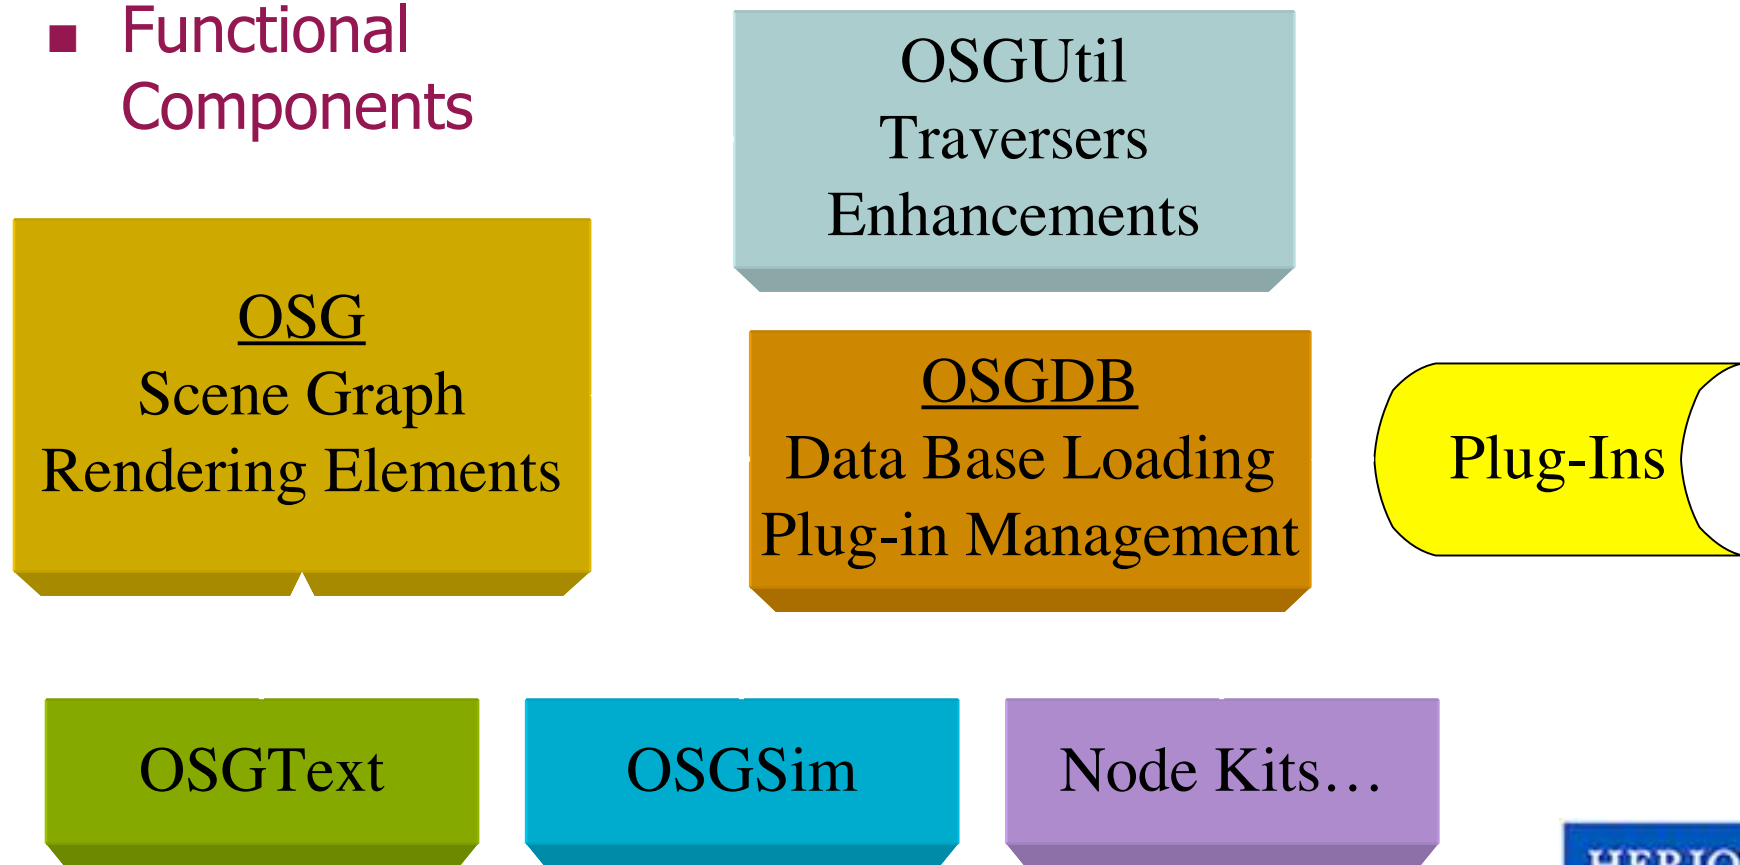 ■ Functional
Components
OSGUtil
Traversers
Enhancements
OSG
Scene Graph
Rendering Elements
OSGDB
Data Base Loading
Plug-in Management
Plug-Ins
OSGText
OSGSim
Node Kits…